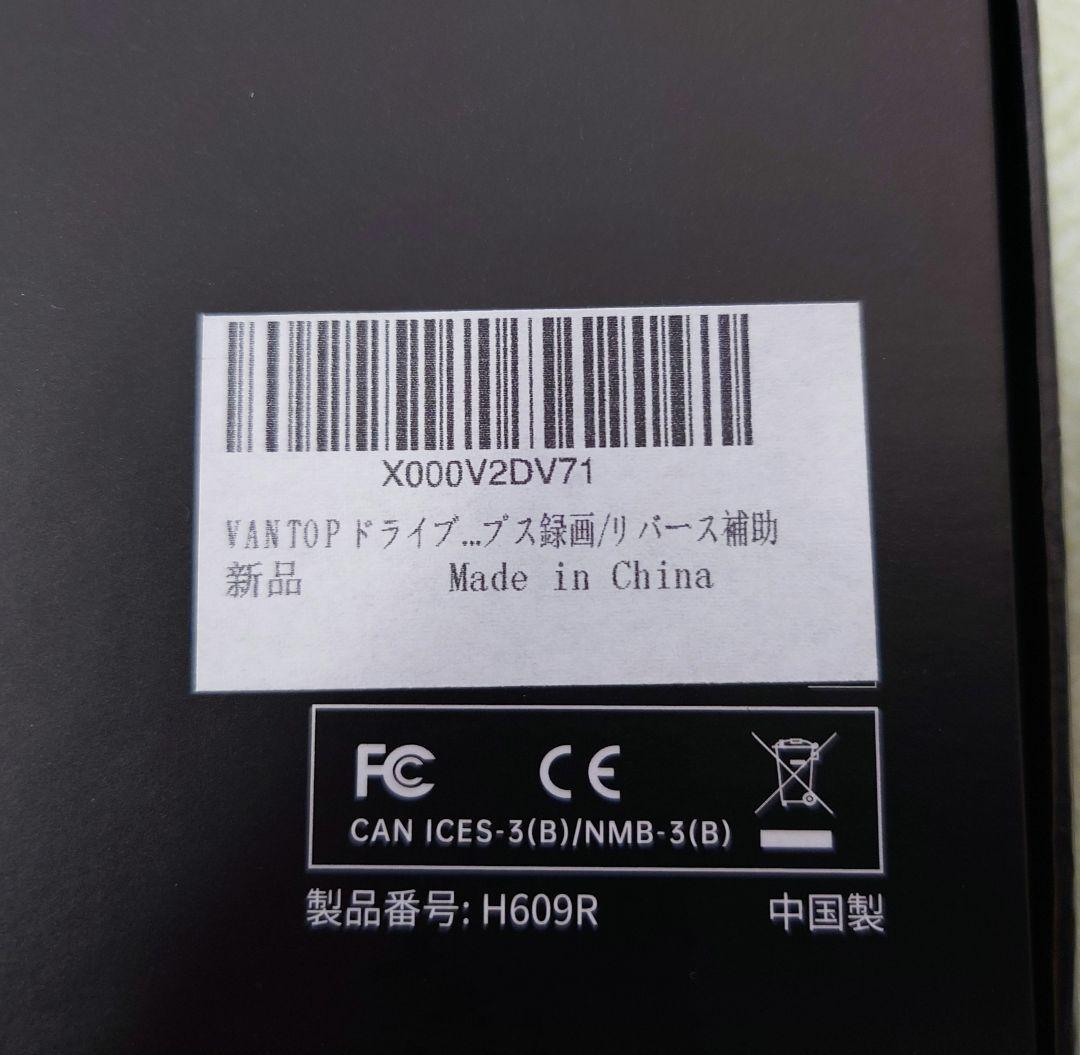 X000V2DV71
VANTOPドライブ...プス録画/リバース補助
新品 Made in China
FC CE
CAN ICES-3(B)/NMB-3(B)
製品番号: H609R 中国製